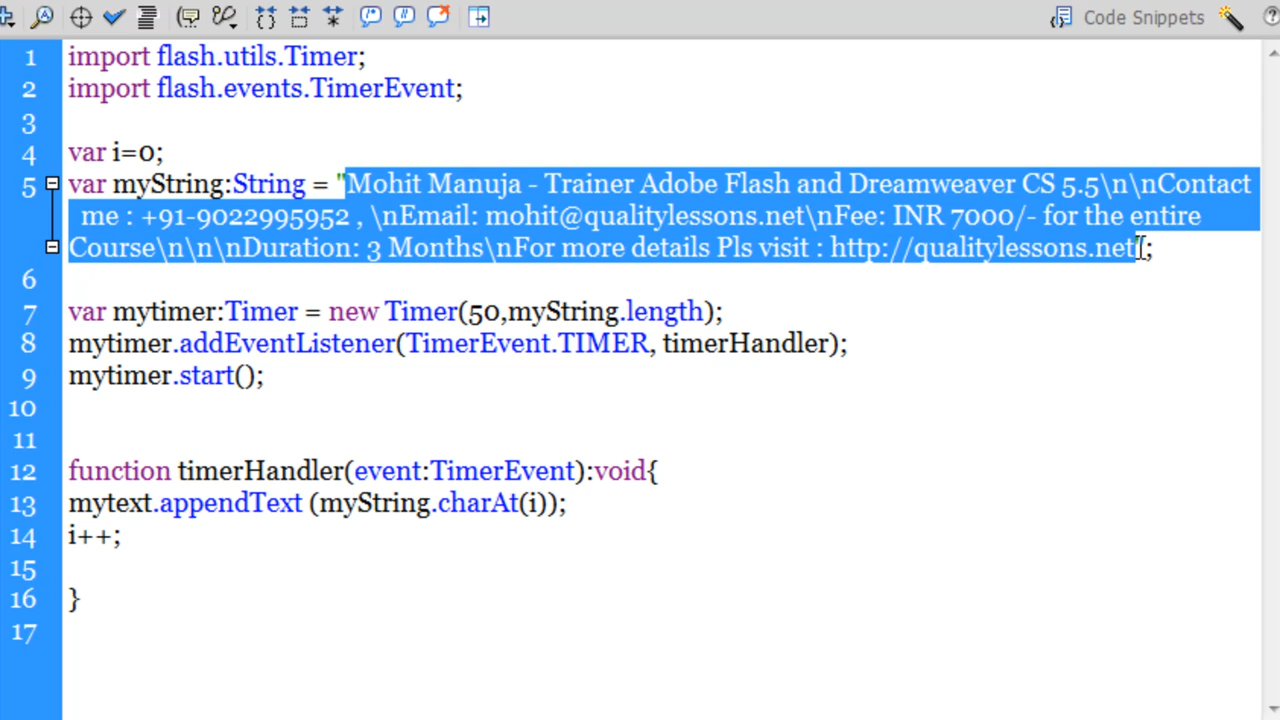 Code Snippets
1 import flash.utils.Timer;
2 import flash.events.TimerEvent;
3
4 var i=0;
5 var myString:String = "Mohit Manuja - Trainer Adobe Flash and Dreamweaver CS 5.5\n\nContact
me : +91-9022995952 , \nEmail: mohit@qualitylessons.net\nFee: INR 7000/- for the entire
Course\n\n\nDuration: 3 Months\nFor more details Pls visit : http://qualitylessons.net";
6
7 var mytimer:Timer = new Timer(50,myString.length);
8 mytimer.addEventListener(TimerEvent.TIMER, timerHandler);
9 mytimer.start();
10
11
12 function timerHandler(event:TimerEvent):void{
13 mytext.appendText (myString.charAt(i));
14 i++;
15
16 }
17